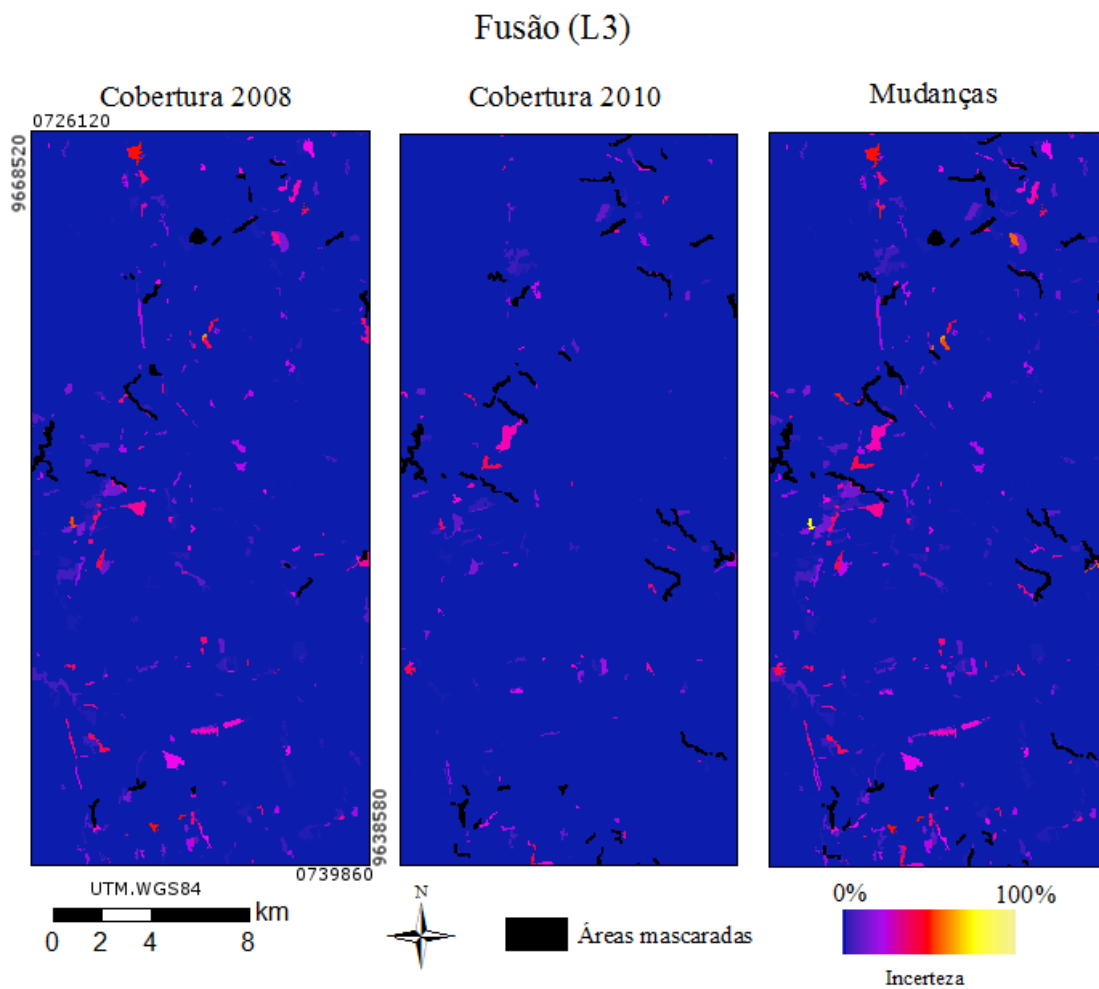 Fusão (L3)
Cobertura 2008
Cobertura 2010
Mudanças
0726120
9668520
9638580
0739860
UTM.WGS84
km
0 2 4 8
N
Áreas mascaradas
0% 100%
Incerteza